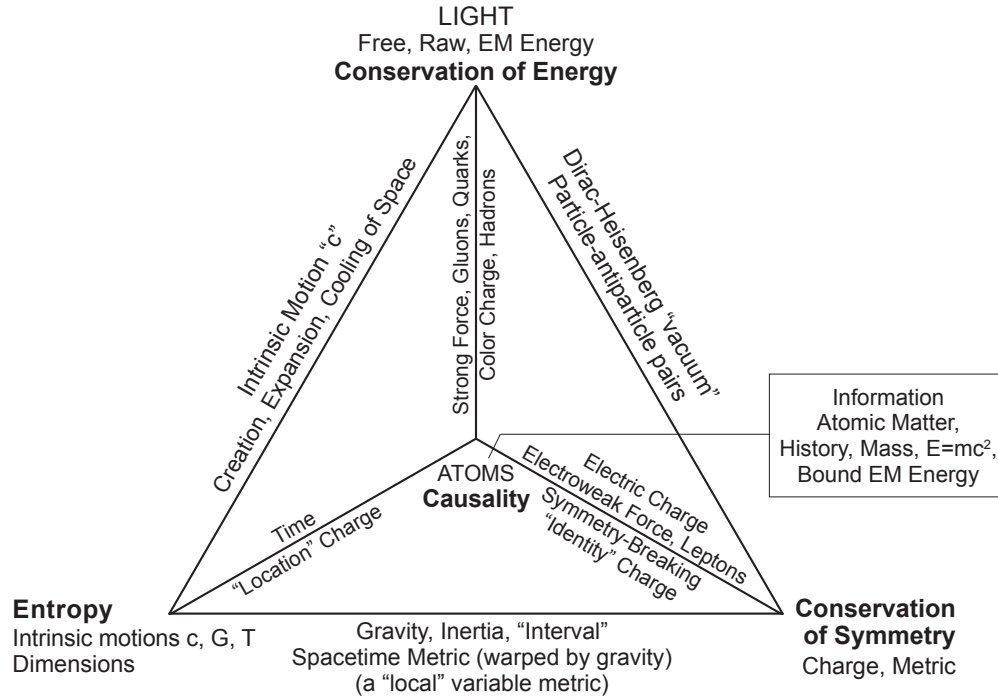 LIGHT
Free, Raw, EM Energy
Conservation of Energy
Intrinsic Motion “c”
Creation, Expansion, Cooling of Space
Strong Force, Gluons, Quarks,
Color Charge, Hadrons
Dirac-Heisenberg “vacuum”
Particle-antiparticle pairs
Information
Atomic Matter,
History, Mass, E=mc²,
Bound EM Energy
ATOMS
Causality
Time
“Location” Charge
Electric Charge
Electroweak Force, Leptons
Symmetry-Breaking
“Identity” Charge
Entropy
Intrinsic motions c, G, T
Dimensions
Gravity, Inertia, “Interval”
Spacetime Metric (warped by gravity)
(a “local” variable metric)
Conservation
of Symmetry
Charge, Metric